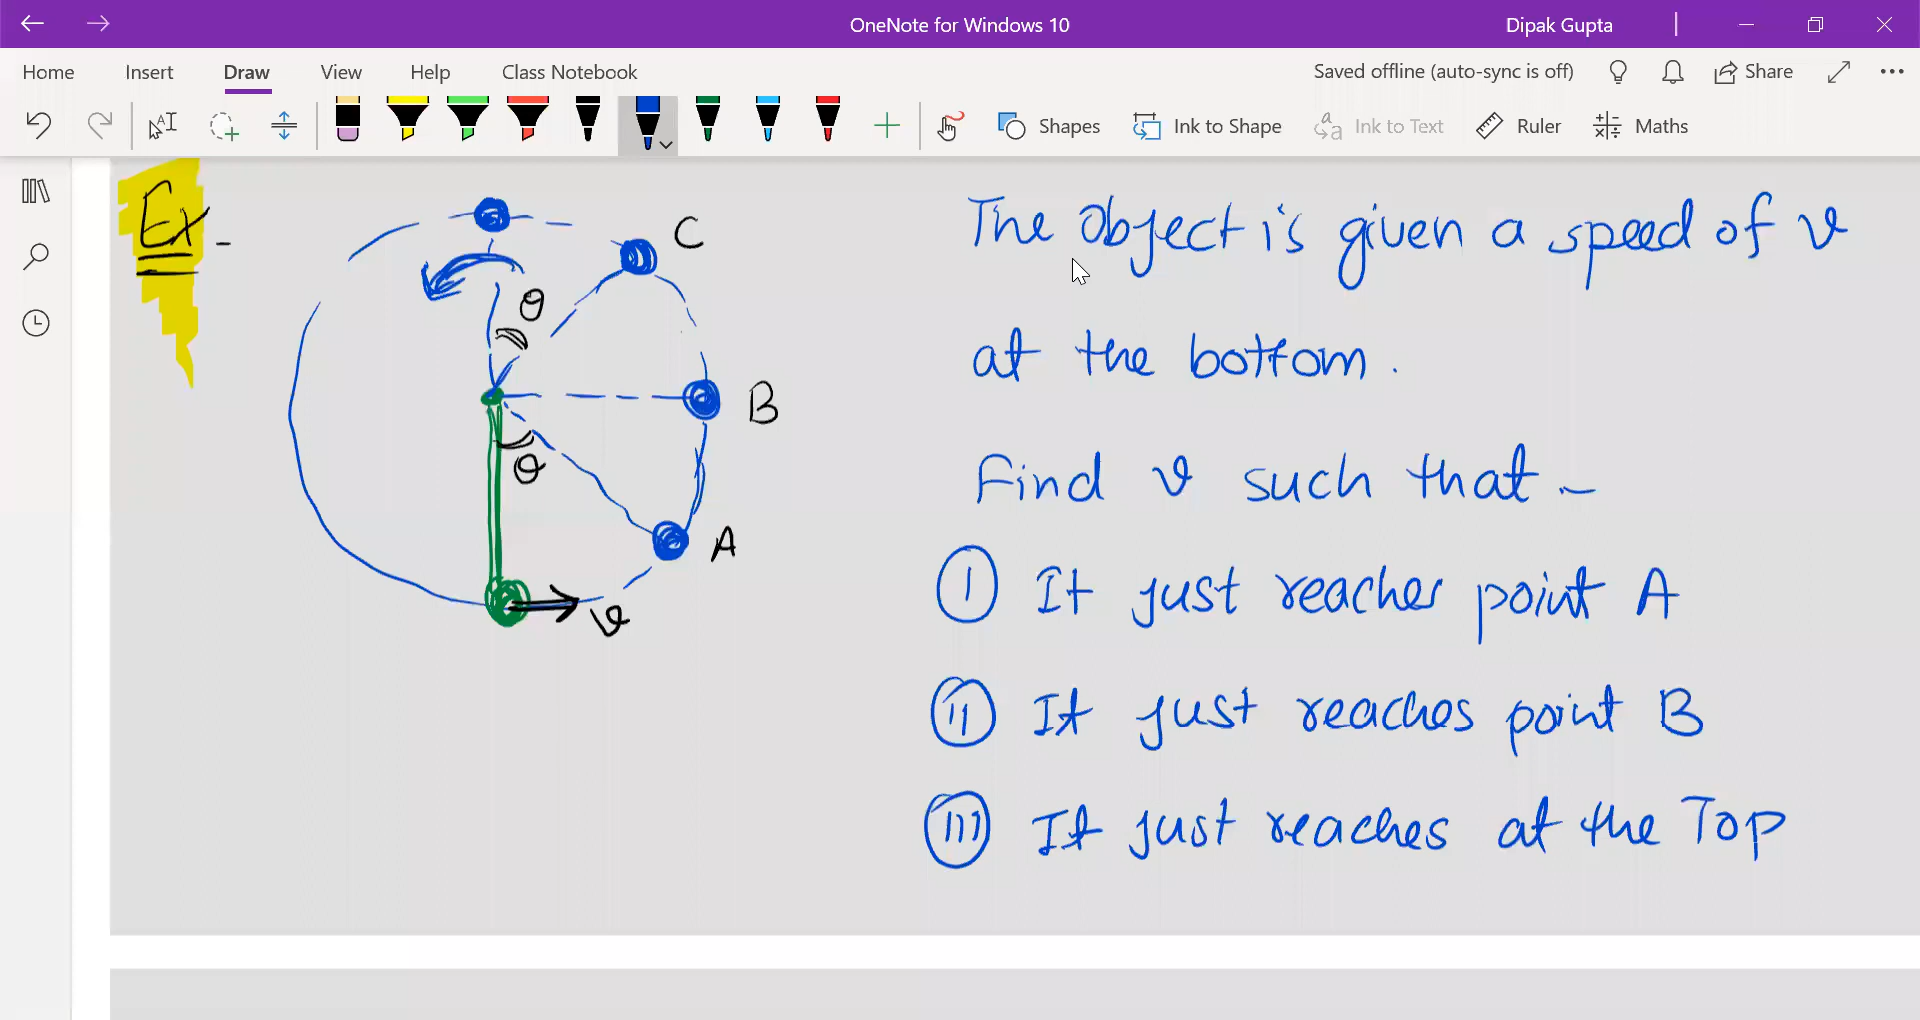 OneNote for Windows 10
Dipak Gupta
Home Insert Draw View Help Class Notebook
Saved offline (auto-sync is off) Share
Shapes Ink to Shape Ink to Text Ruler Maths
Ex -
C
θ
B
θ
A
v
The Object is given a speed of v
at the bottom.
Find v such that -
(I) It just reaches point A
(II) It just reaches point B
(III) It just reaches at the Top